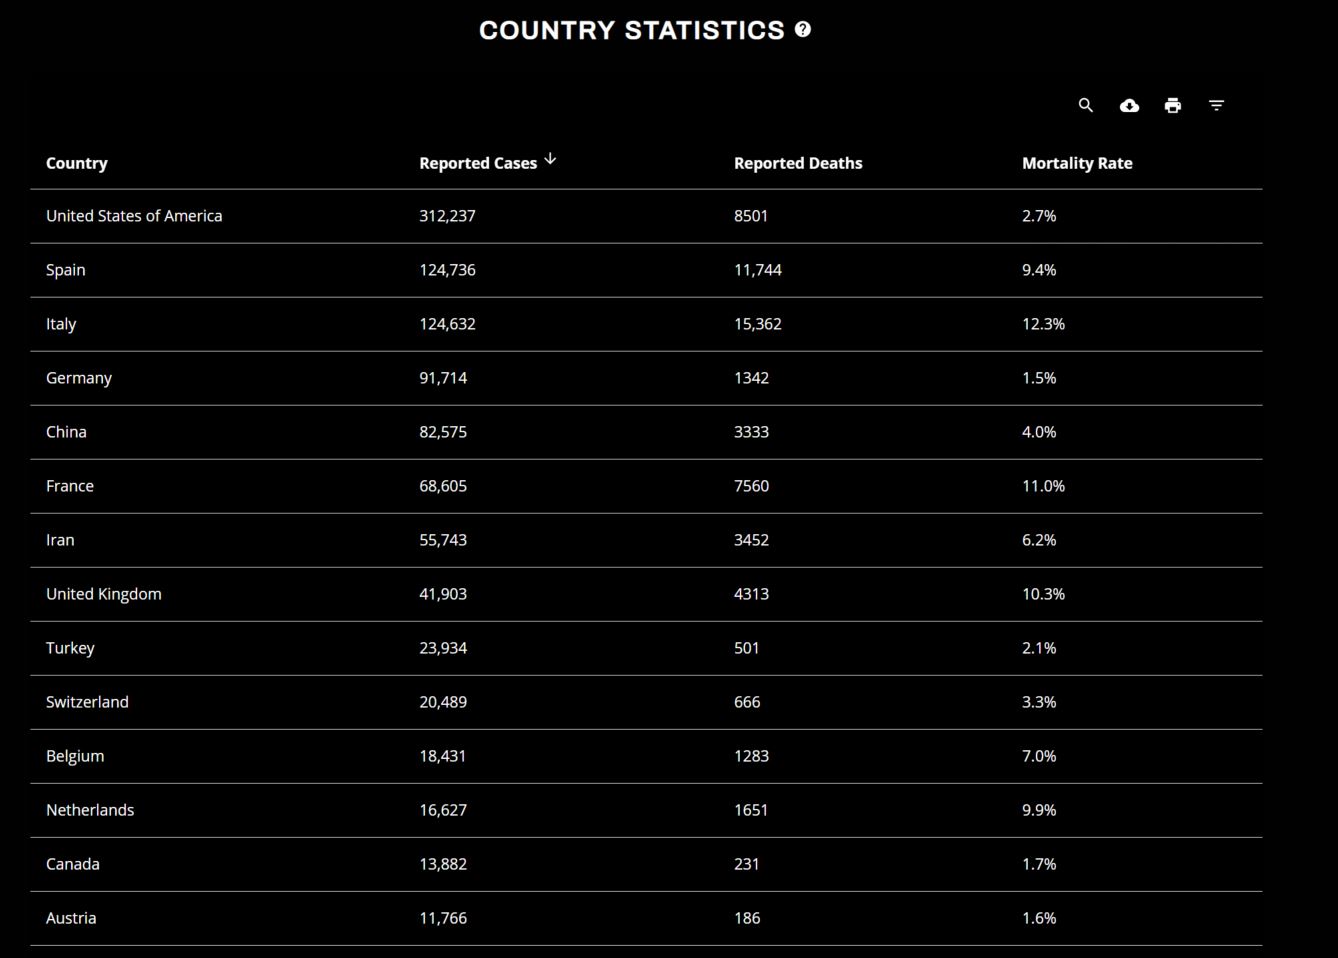 COUNTRY STATISTICS
Country Reported Cases Reported Deaths Mortality Rate
United States of America 312,237 8501 2.7%
Spain 124,736 11,744 9.4%
Italy 124,632 15,362 12.3%
Germany 91,714 1342 1.5%
China 82,575 3333 4.0%
France 68,605 7560 11.0%
Iran 55,743 3452 6.2%
United Kingdom 41,903 4313 10.3%
Turkey 23,934 501 2.1%
Switzerland 20,489 666 3.3%
Belgium 18,431 1283 7.0%
Netherlands 16,627 1651 9.9%
Canada 13,882 231 1.7%
Austria 11,766 186 1.6%